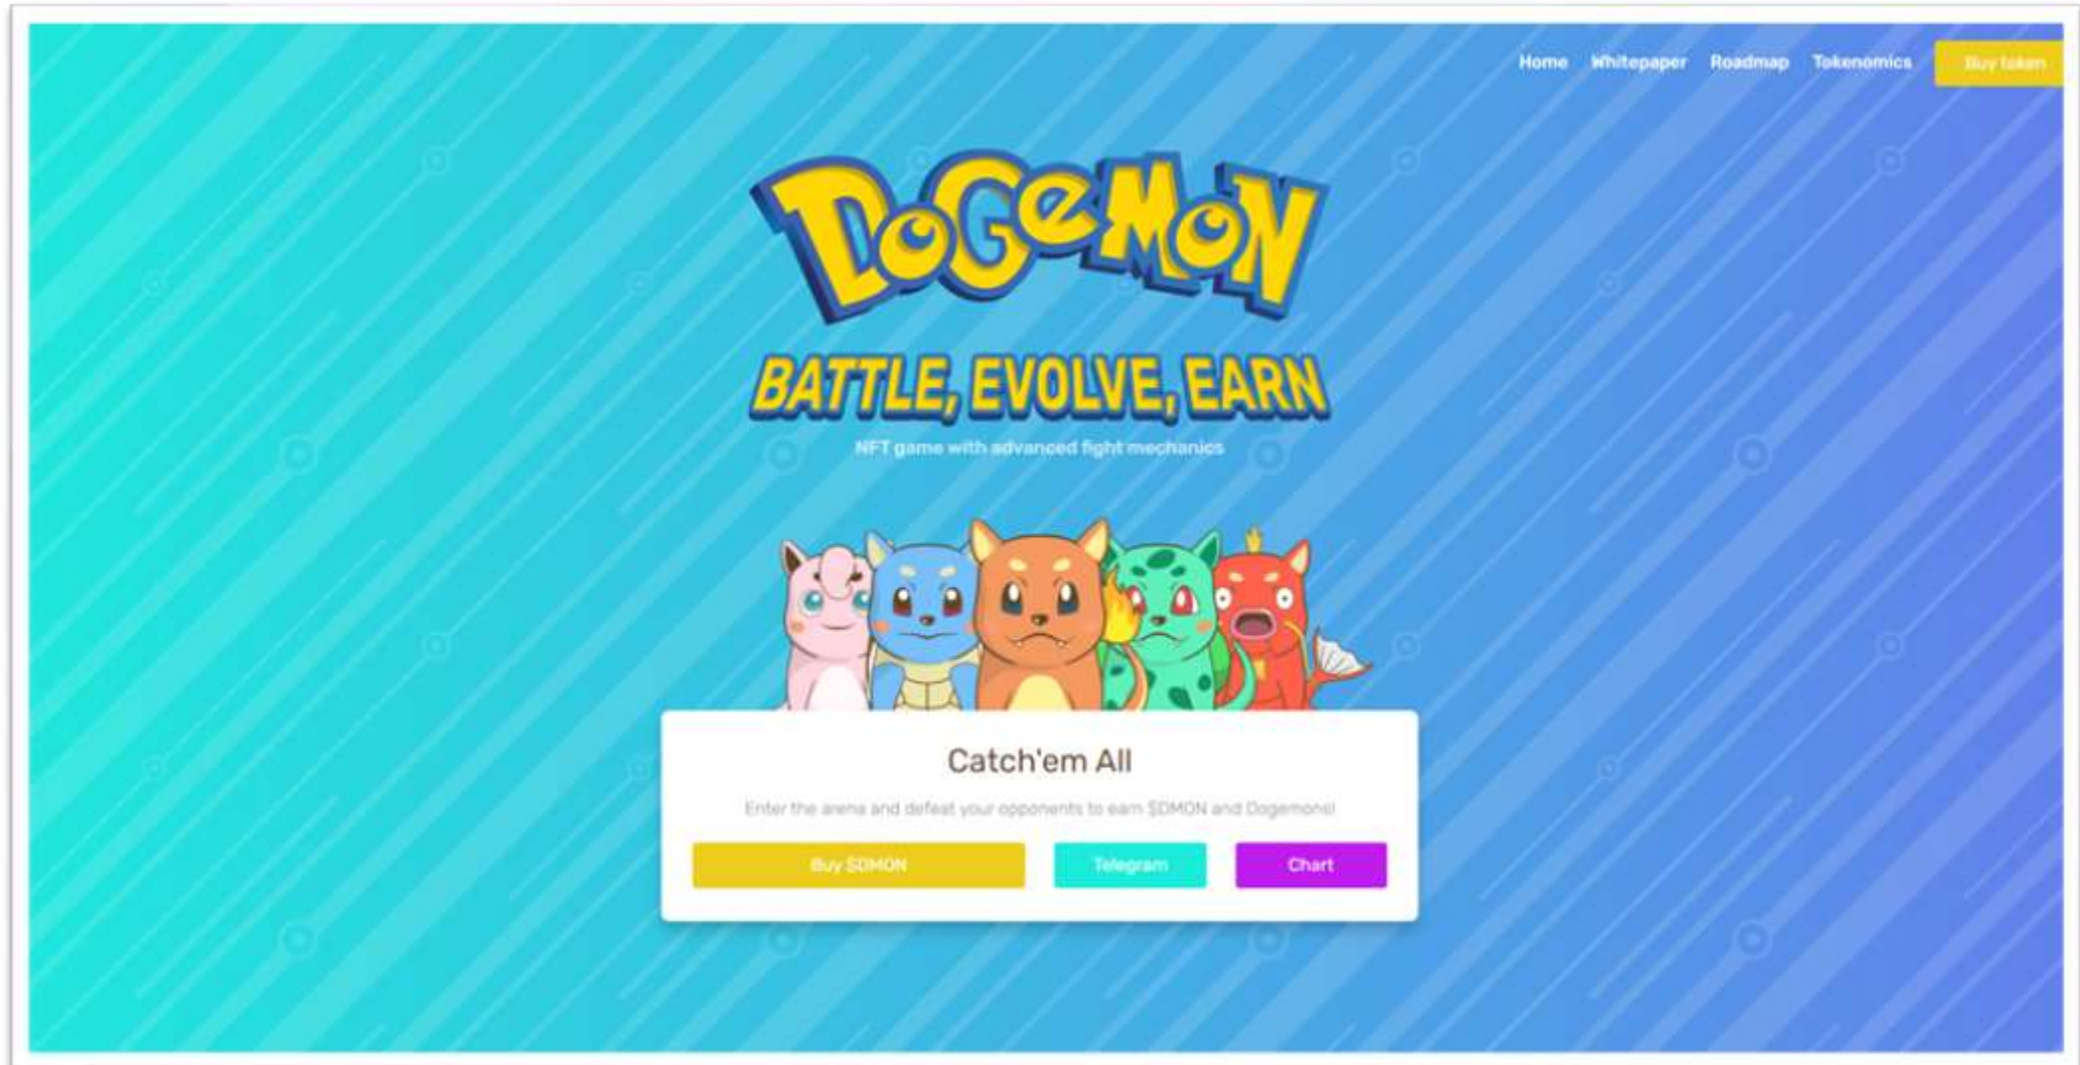 Home Whitepaper Roadmap Tokenomics Buy token
DOGEMON
BATTLE, EVOLVE, EARN
NFT game with advanced fight mechanics
Catch'em All
Enter the arena and defeat your opponents to earn $DMON and Dogemons!
Buy $DMON Telegram Chart